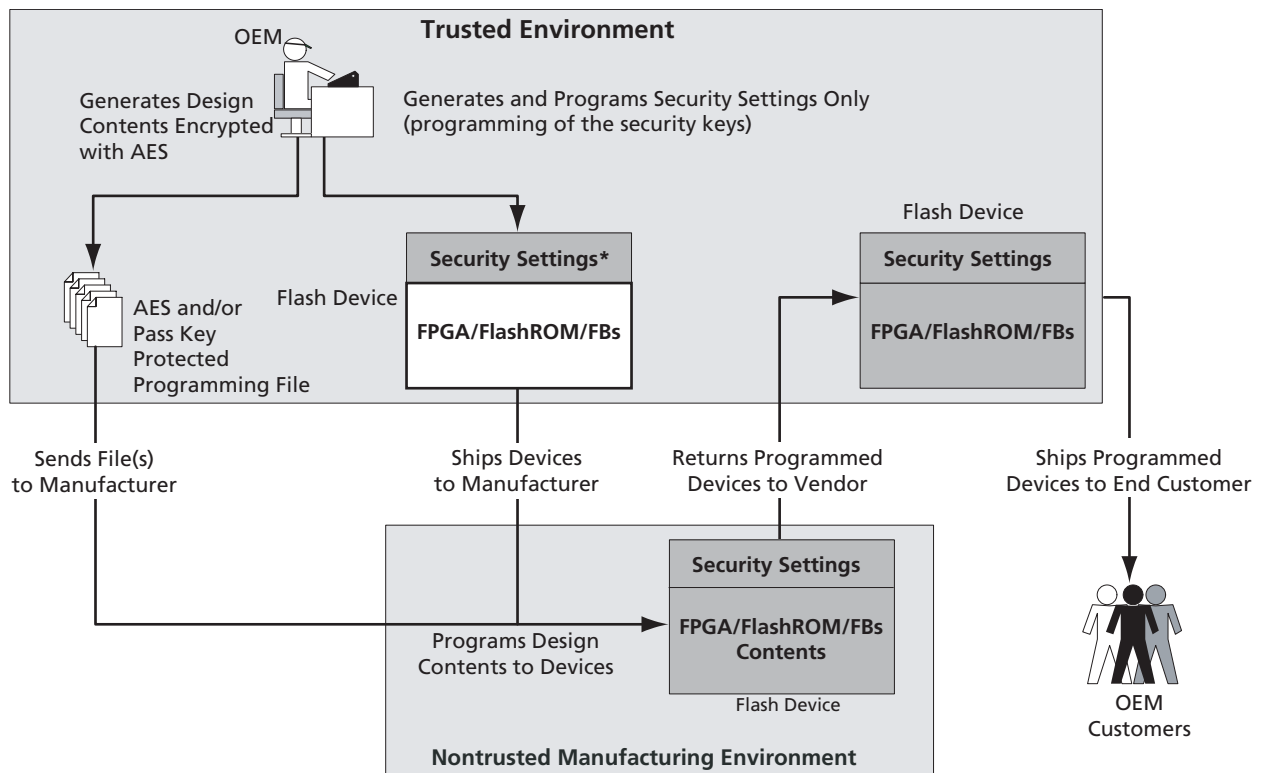 Trusted Environment
OEM
Generates Design
Contents Encrypted
with AES
Generates and Programs Security Settings Only
(programming of the security keys)
Flash Device
Security Settings*
FPGA/FlashROM/FBs
Flash Device
Security Settings
FPGA/FlashROM/FBs
AES and/or
Pass Key
Protected
Programming File
Sends File(s)
to Manufacturer
Ships Devices
to Manufacturer
Returns Programmed
Devices to Vendor
Ships Programmed
Devices to End Customer
Programs Design
Contents to Devices
Security Settings
FPGA/FlashROM/FBs
Contents
Flash Device
OEM
Customers
Nontrusted Manufacturing Environment